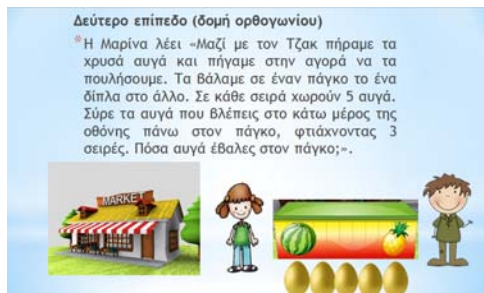 Δεύτερο επίπεδο (δομή ορθογωνίου)
*Η Μαρίνα λέει «Μαζί με τον Τζακ πήραμε τα
χρυσά αυγά και πήγαμε στην αγορά να τα
πουλήσουμε. Τα βάλαμε σε έναν πάγκο το ένα
δίπλα στο άλλο. Σε κάθε σειρά χωρούν 5 αυγά.
Σύρε τα αυγά που βλέπεις στο κάτω μέρος της
οθόνης πάνω στον πάγκο, φτιάχνοντας 3
σειρές. Πόσα αυγά έβαλες στον πάγκο;».
MARKET